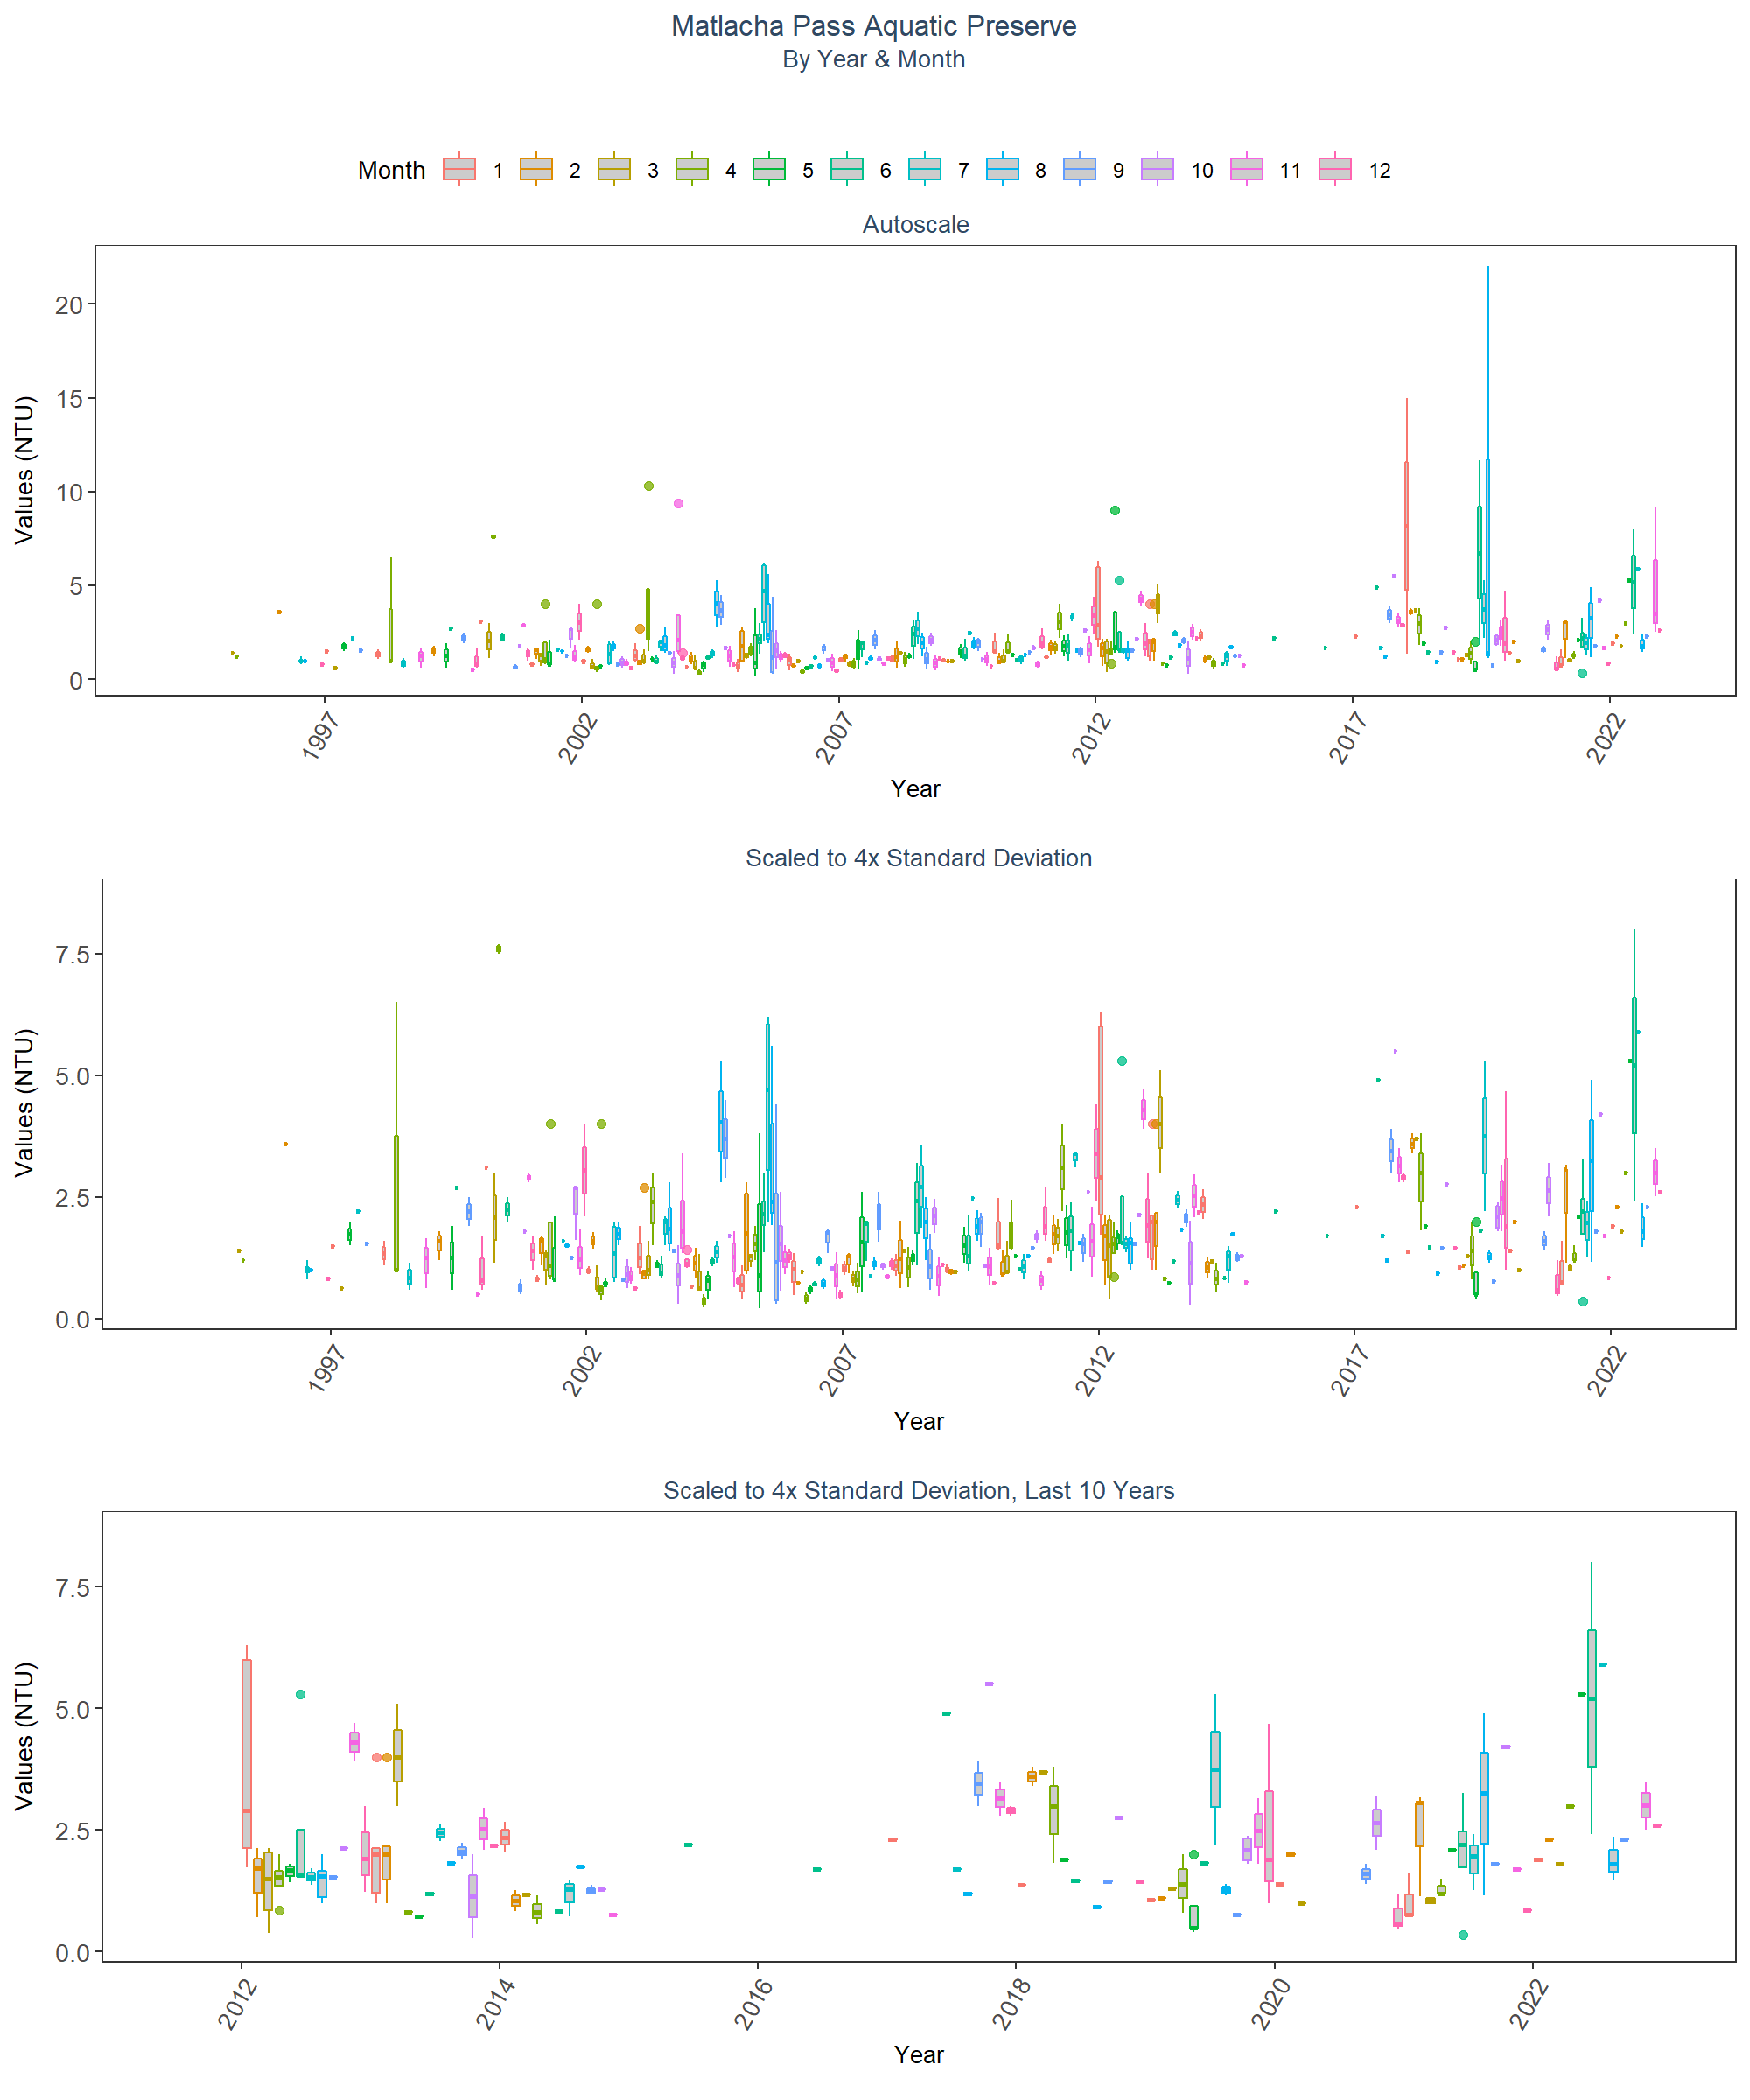 Matlacha Pass Aquatic Preserve
By Year & Month
Month 1 2 3 4 5 6 7 8 9 10 11 12
Autoscale
Values (NTU)
20
15
10
5
0
1997 2002 2007 2012 2017 2022
Year
Scaled to 4x Standard Deviation
Values (NTU)
7.5
5.0
2.5
0.0
1997 2002 2007 2012 2017 2022
Year
Scaled to 4x Standard Deviation, Last 10 Years
Values (NTU)
7.5
5.0
2.5
0.0
2012 2014 2016 2018 2020 2022
Year